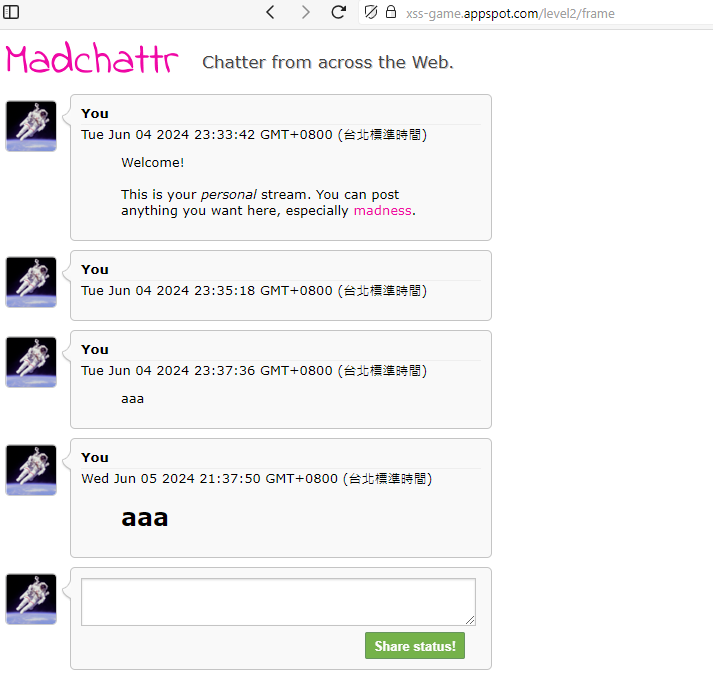 xss-game.appspot.com/level2/frame
Madchattr Chatter from across the Web.
You
Tue Jun 04 2024 23:33:42 GMT+0800 (台北標準時間)
Welcome!
This is your personal stream. You can post
anything you want here, especially madness.
You
Tue Jun 04 2024 23:35:18 GMT+0800 (台北標準時間)
You
Tue Jun 04 2024 23:37:36 GMT+0800 (台北標準時間)
aaa
You
Wed Jun 05 2024 21:37:50 GMT+0800 (台北標準時間)
aaa
Share status!